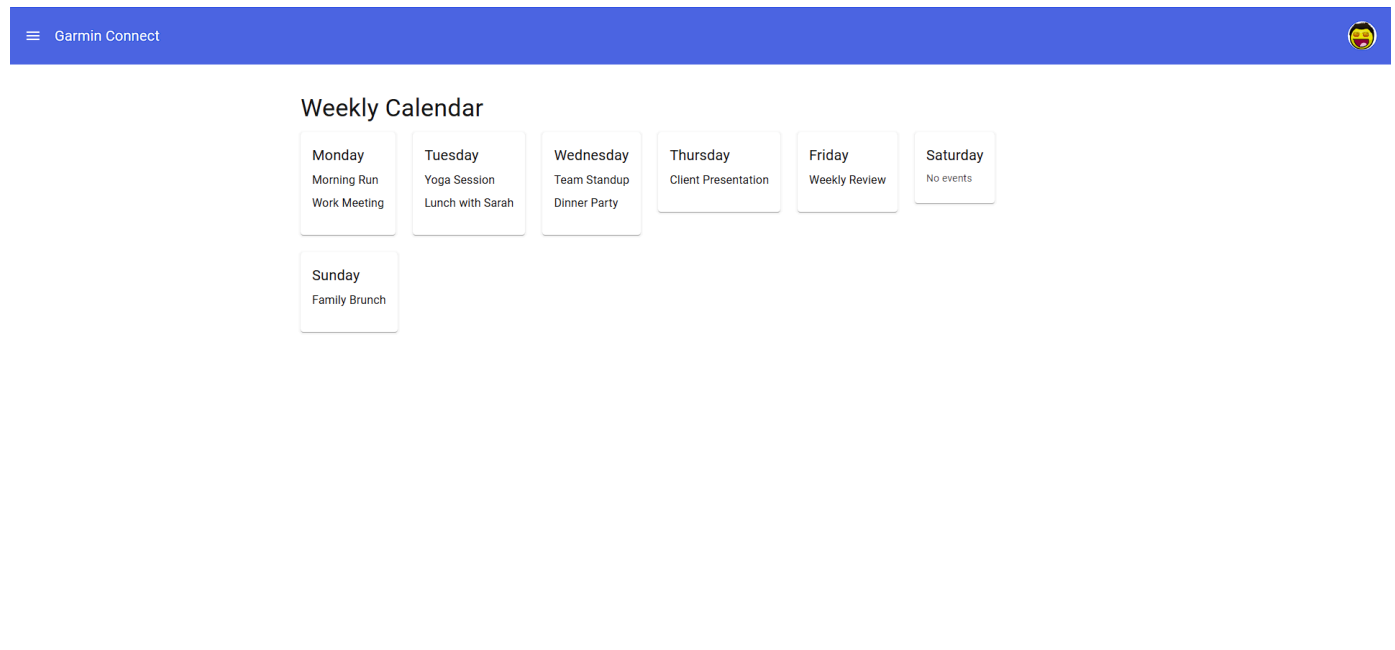 Garmin Connect
Weekly Calendar
Monday
Morning Run
Work Meeting
Tuesday
Yoga Session
Lunch with Sarah
Wednesday
Team Standup
Dinner Party
Thursday
Client Presentation
Friday
Weekly Review
Saturday
No events
Sunday
Family Brunch